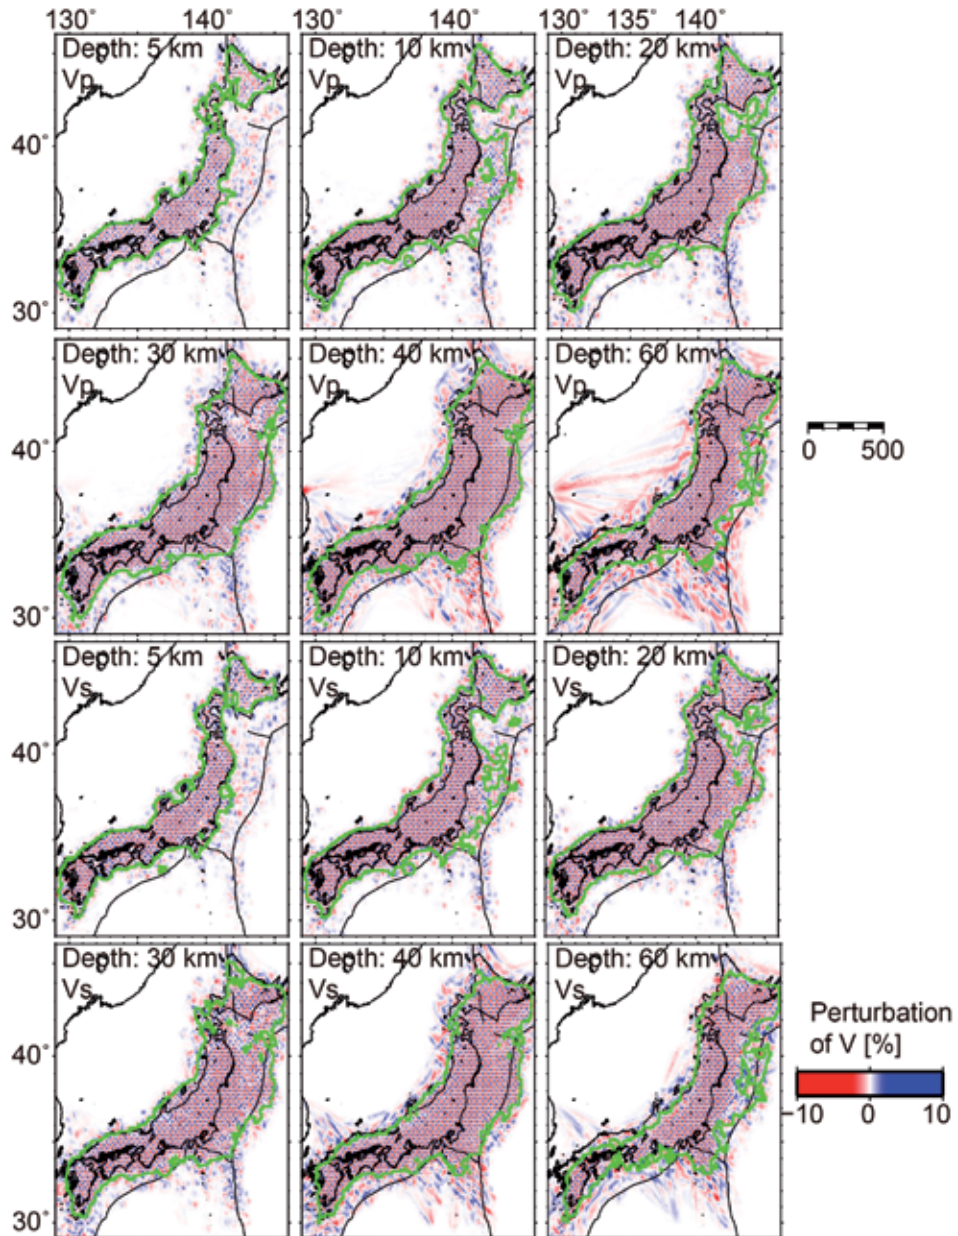 130° 140° 140° 130° 135° 140°
Depth: 5 km Depth: 10 km Depth: 20 km
Vp Vp Vp
40°
30°
Depth: 30 km Depth: 40 km Depth: 60 km
Vp Vp Vp
40°
0 500
30°
Depth: 5 km Depth: 10 km Depth: 20 km
Vs Vs Vs
40°
30°
Depth: 30 km Depth: 40 km Depth: 60 km
Vs Vs Vs
Perturbation
of V [%]
40°
−10 0 10
30°